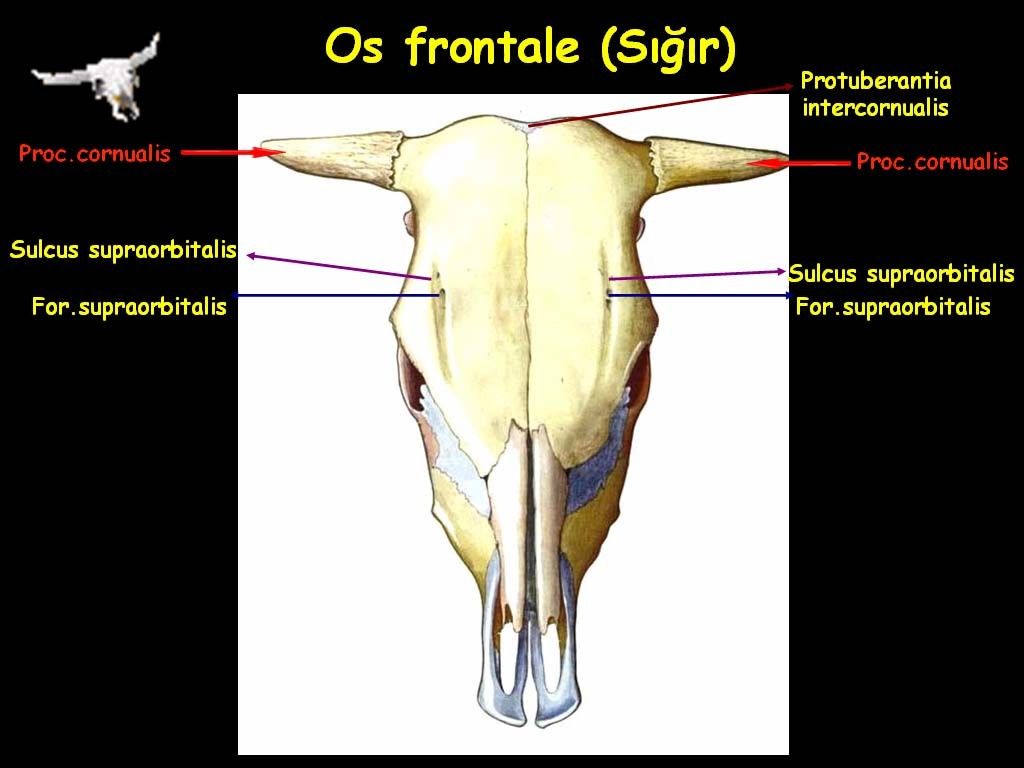 Os frontale (Sığır)
Protuberantia
intercornualis
Proc.cornualis
Proc.cornualis
Sulcus supraorbitalis
Sulcus supraorbitalis
For.supraorbitalis
For.supraorbitalis